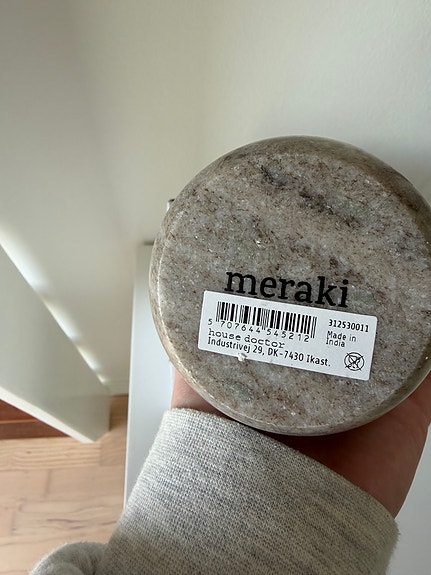 meraki
5 707644 545212
312530011
Made in
India
house doctor
Industrivej 29, DK-7430 Ikast.